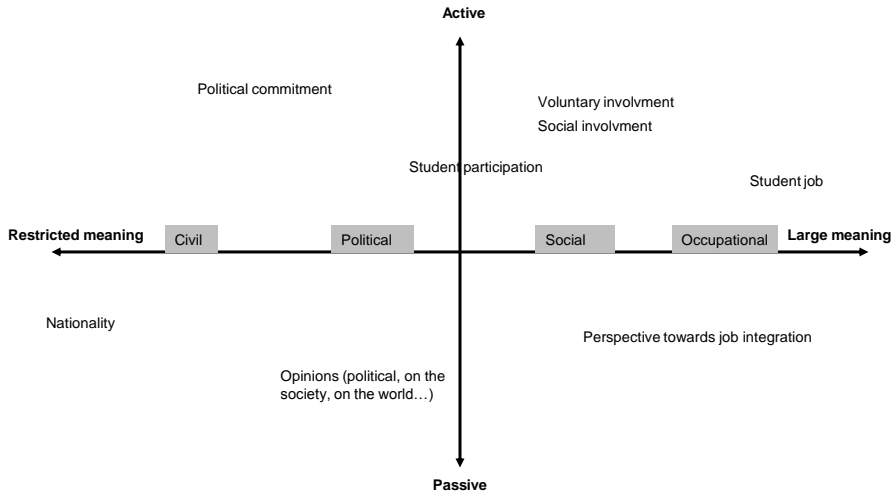 Active
Political commitment
Voluntary involvment
Social involvment
Student participation
Student job
Restricted meaning
Civil
Political
Social
Occupational
Large meaning
Nationality
Perspective towards job integration
Opinions (political, on the
society, on the world…)
Passive